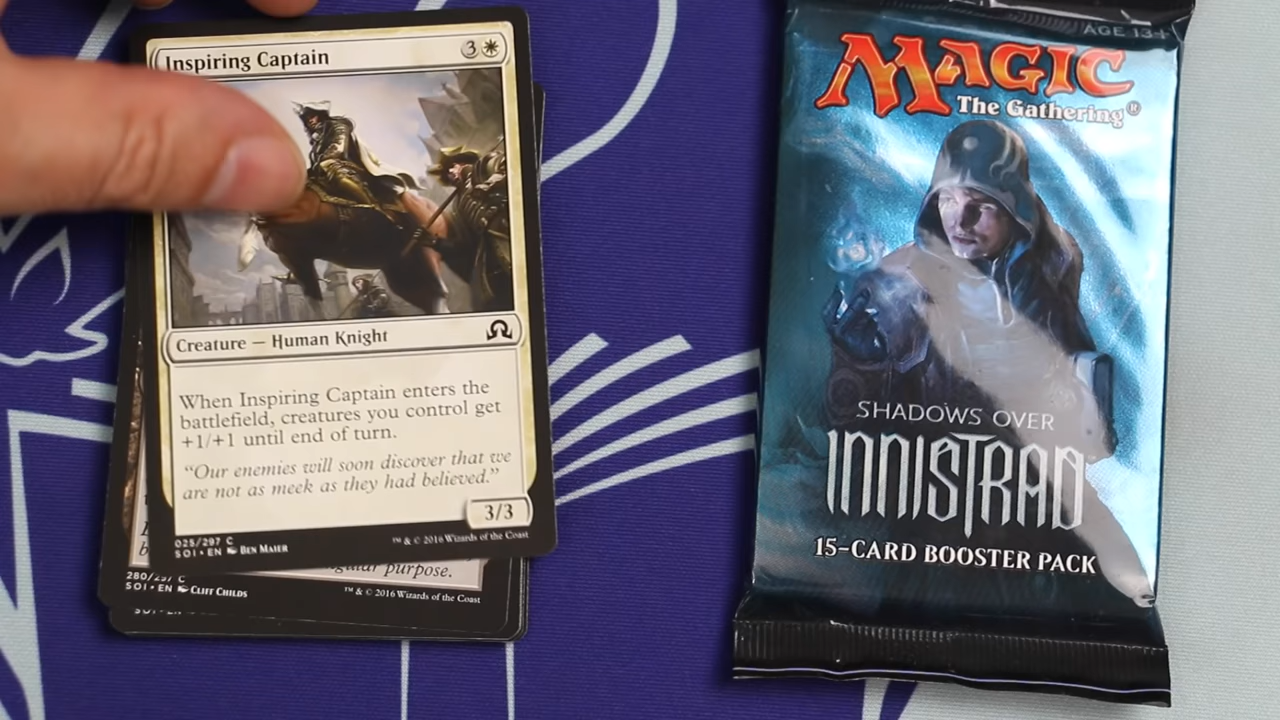 Inspiring Captain
3
Creature — Human Knight
When Inspiring Captain enters the
battlefield, creatures you control get
+1/+1 until end of turn.
“Our enemies will soon discover that we
are not as meek as they had believed.”
3/3
025/297 C
SOI • EN Ben Maier
™ & © 2016 Wizards of the Coast
purpose.
280/297 C
SOI • EN Cliff Childs
™ & © 2016 Wizards of the Coast
AGE 13+
MAGIC
The Gathering®
SHADOWS OVER
INNISTRAD
15-CARD BOOSTER PACK